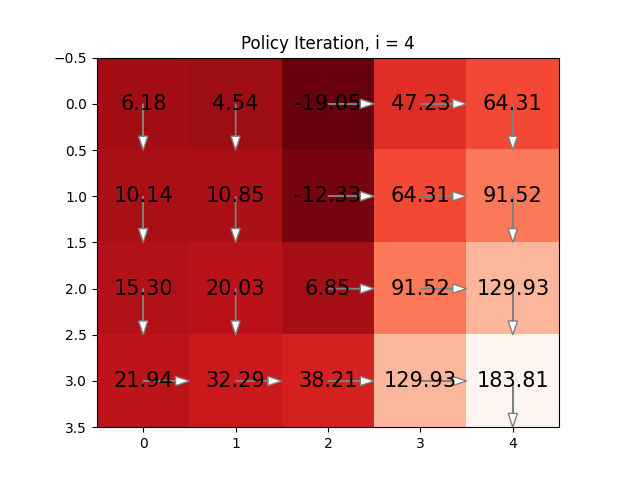 Policy Iteration, i = 4
−0.5
0.0 6.18 4.54 -19.05 47.23 64.31
0.5
1.0 10.14 10.85 -12.33 64.31 91.52
1.5
2.0 15.30 20.03 6.85 91.52 129.93
2.5
3.0 21.94 32.29 38.21 129.93 183.81
3.5
0 1 2 3 4